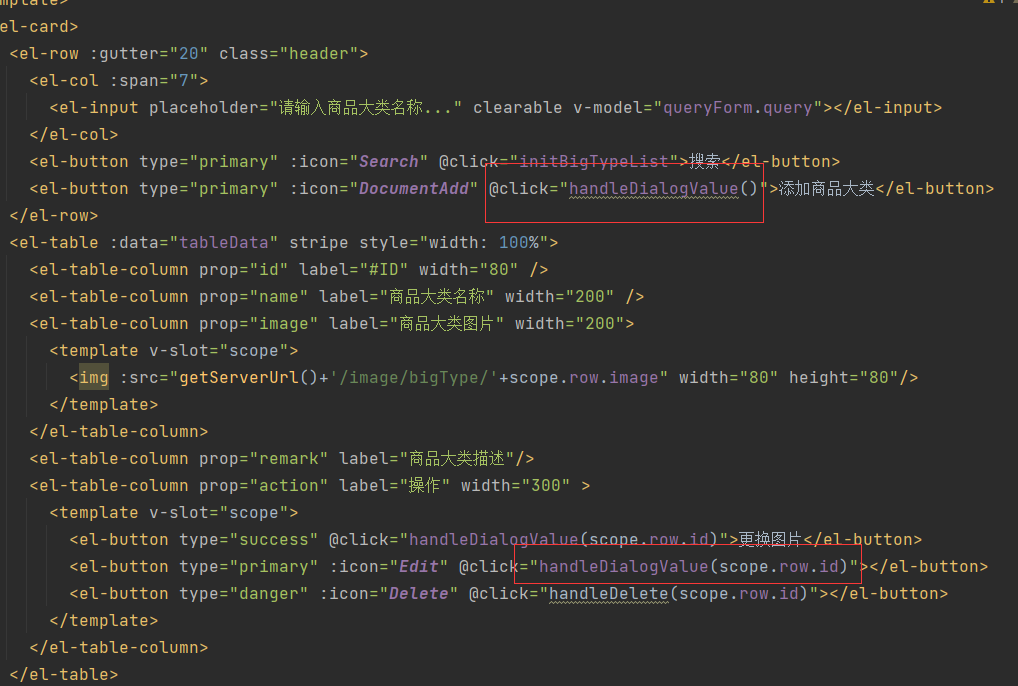 mplate>
el-card>
<el-row :gutter="20" class="header">
<el-col :span="7">
<el-input placeholder="请输入商品大类名称..." clearable v-model="queryForm.query"></el-input>
</el-col>
<el-button type="primary" :icon="Search" @click="initBigTypeList">搜索</el-button>
<el-button type="primary" :icon="DocumentAdd" @click="handleDialogValue()">添加商品大类</el-button>
</el-row>
<el-table :data="tableData" stripe style="width: 100%">
<el-table-column prop="id" label="#ID" width="80" />
<el-table-column prop="name" label="商品大类名称" width="200" />
<el-table-column prop="image" label="商品大类图片" width="200">
<template v-slot="scope">
<img :src="getServerUrl()+'/image/bigType/'+scope.row.image" width="80" height="80"/>
</template>
</el-table-column>
<el-table-column prop="remark" label="商品大类描述"/>
<el-table-column prop="action" label="操作" width="300" >
<template v-slot="scope">
<el-button type="success" @click="handleDialogValue(scope.row.id)">更换图片</el-button>
<el-button type="primary" :icon="Edit" @click="handleDialogValue(scope.row.id)"></el-button>
<el-button type="danger" :icon="Delete" @click="handleDelete(scope.row.id)"></el-button>
</template>
</el-table-column>
</el-table>